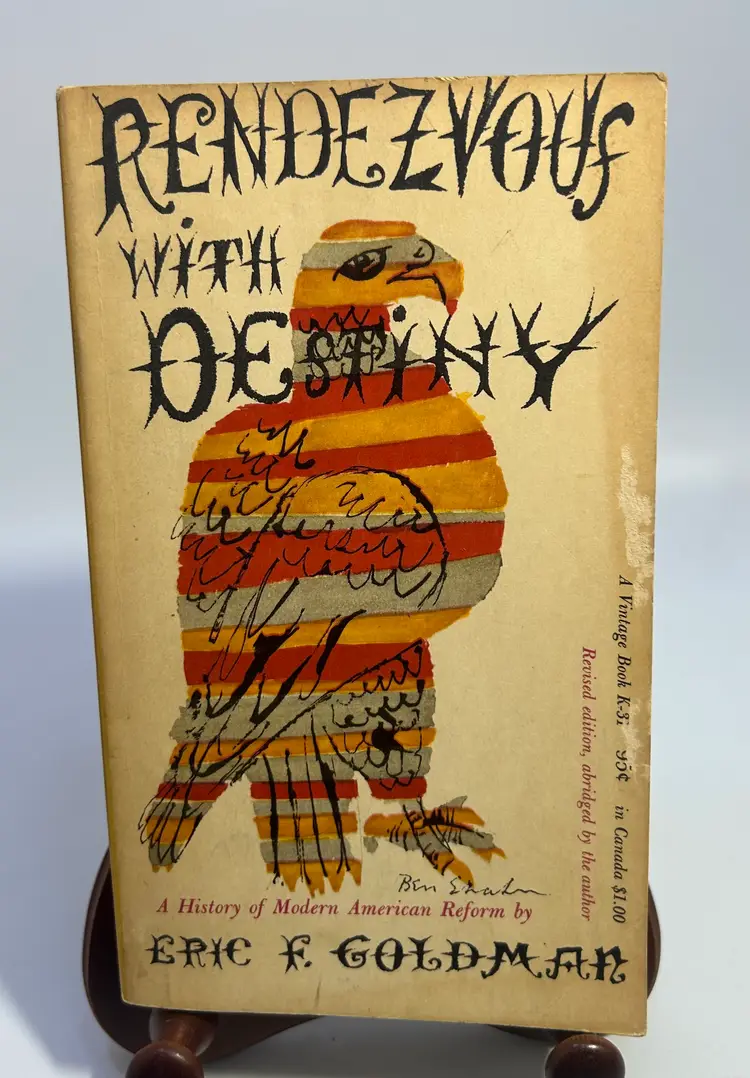 RENDEZVOUS
WITH
DESTINY
Ben Shahn
A History of Modern American Reform by
ERIC F. GOLDMAN
Revised edition, abridged by the author
A Vintage Book K-31 95¢ in Canada $1.00